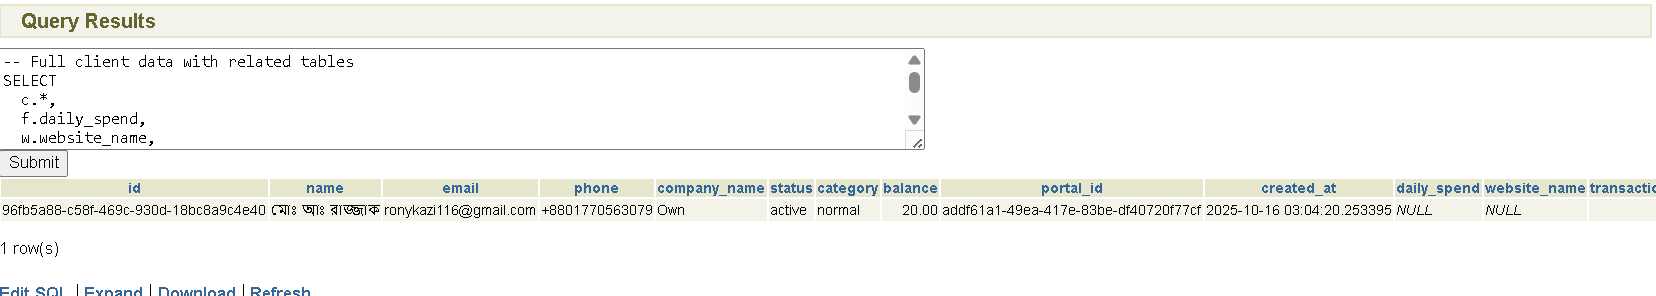 Query Results
-- Full client data with related tables
SELECT
c.*,
f.daily_spend,
w.website_name,
Submit
id name email phone company_name status category balance portal_id created_at daily_spend website_name transactio
96fb5a88-c58f-469c-930d-18bc8a9c4e40 মোঃ আঃ রাজ্জাক ronykazi116@gmail.com +8801770563079 Own active normal 20.00 addf61a1-49ea-417e-83be-df40720f77cf 2025-10-16 03:04:20.253395 NULL NULL
1 row(s)
Edit SQL | Expand | Download | Refresh